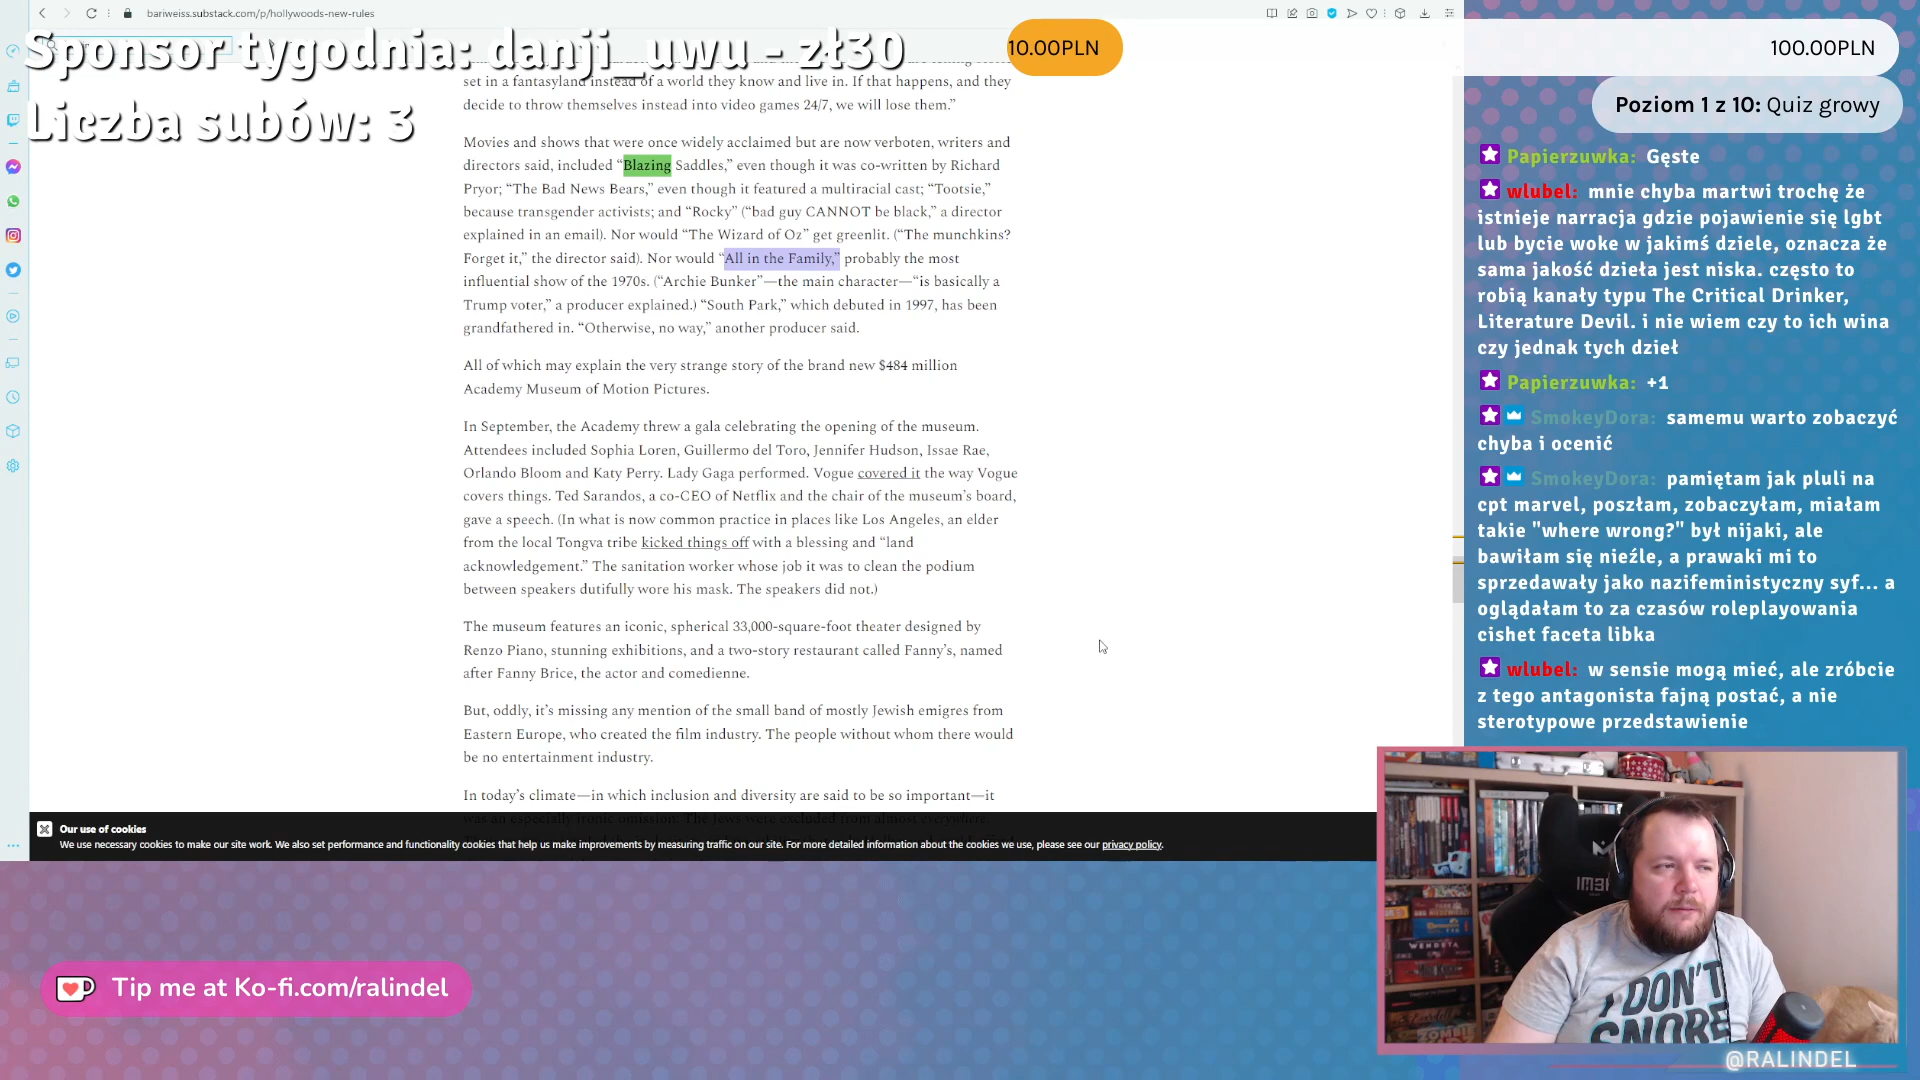 bariweiss.substack.com/p/hollywoods-new-rules
Sponsor tygodnia: danji_uwu - zł30
Liczba subów: 3
10.00PLN
100.00PLN
Poziom 1 z 10: Quiz growy
set in a fantasyland instead of a world they know and live in. If that happens, and they
decide to throw themselves instead into video games 24/7, we will lose them.”
Movies and shows that were once widely acclaimed but are now verboten, writers and
directors said, included “Blazing Saddles,” even though it was co-written by Richard
Pryor; “The Bad News Bears,” even though it featured a multiracial cast; “Tootsie,”
because transgender activists; and “Rocky” (“bad guy CANNOT be black,” a director
explained in an email). Nor would “The Wizard of Oz” get greenlit. (“The munchkins?
Forget it,” the director said). Nor would “All in the Family,” probably the most
influential show of the 1970s. (“Archie Bunker”—the main character—“is basically a
Trump voter,” a producer explained.) “South Park,” which debuted in 1997, has been
grandfathered in. “Otherwise, no way,” another producer said.
All of which may explain the very strange story of the brand new $484 million
Academy Museum of Motion Pictures.
In September, the Academy threw a gala celebrating the opening of the museum.
Attendees included Sophia Loren, Guillermo del Toro, Jennifer Hudson, Issae Rae,
Orlando Bloom and Katy Perry. Lady Gaga performed. Vogue covered it the way Vogue
covers things. Ted Sarandos, a co-CEO of Netflix and the chair of the museum’s board,
gave a speech. (In what is now common practice in places like Los Angeles, an elder
from the local Tongva tribe kicked things off with a blessing and “land
acknowledgement.” The sanitation worker whose job it was to clean the podium
between speakers dutifully wore his mask. The speakers did not.)
The museum features an iconic, spherical 33,000-square-foot theater designed by
Renzo Piano, stunning exhibitions, and a two-story restaurant called Fanny’s, named
after Fanny Brice, the actor and comedienne.
But, oddly, it’s missing any mention of the small band of mostly Jewish emigres from
Eastern Europe, who created the film industry. The people without whom there would
be no entertainment industry.
In today’s climate—in which inclusion and diversity are said to be so important—it
was an especially ironic omission: The Jews were excluded from almost everywhere.
Our use of cookies
We use necessary cookies to make our site work. We also set performance and functionality cookies that help us make improvements by measuring traffic on our site. For more detailed information about the cookies we use, please see our privacy policy.
Papierzuwka: Gęste
wlubel: mnie chyba martwi trochę że
istnieje narracja gdzie pojawienie się lgbt
lub bycie woke w jakimś dziele, oznacza że
sama jakość dzieła jest niska. często to
robią kanały typu The Critical Drinker,
Literature Devil. i nie wiem czy to ich wina
czy jednak tych dzieł
Papierzuwka: +1
SmokeyDora: samemu warto zobaczyć
chyba i ocenić
SmokeyDora: pamiętam jak pluli na
cpt marvel, poszłam, zobaczyłam, miałam
takie "where wrong?" był nijaki, ale
bawiłam się nieźle, a prawaki mi to
sprzedawały jako nazifeministyczny syf... a
oglądałam to za czasów roleplayowania
cishet faceta libka
wlubel: w sensie mogą mieć, ale zróbcie
z tego antagonista fajną postać, a nie
sterotypowe przedstawienie
Tip me at Ko-fi.com/ralindel
WENDETA
I DON'T
SNORE
@RALINDEL